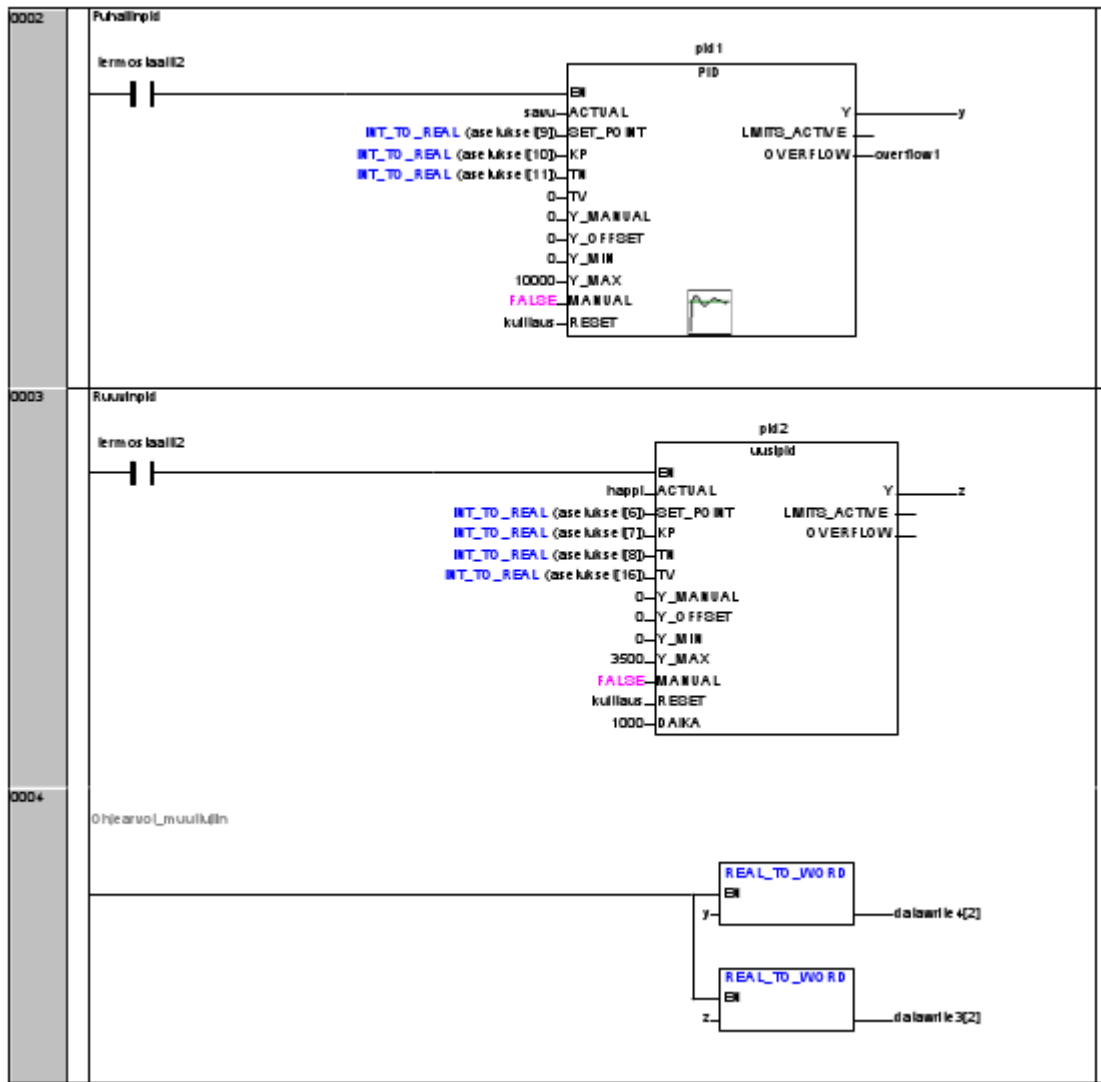 0002
Puhallinpid
termostaatti2
pid1
PID
EN
savu ACTUAL Y y
INT_TO_REAL (asetukset[9]) SET_POINT LIMITS_ACTIVE
INT_TO_REAL (asetukset[10]) KP OVERFLOW overflow1
INT_TO_REAL (asetukset[11]) TN
0 TV
0 Y_MANUAL
0 Y_OFFSET
0 Y_MIN
10000 Y_MAX
FALSE MANUAL
kuittaus RESET
0003
Ruuvinpid
termostaatti2
pid2
uusipid
EN
happi ACTUAL Y z
INT_TO_REAL (asetukset[6]) SET_POINT LIMITS_ACTIVE
INT_TO_REAL (asetukset[7]) KP OVERFLOW
INT_TO_REAL (asetukset[8]) TN
INT_TO_REAL (asetukset[16]) TV
0 Y_MANUAL
0 Y_OFFSET
0 Y_MIN
3500 Y_MAX
FALSE MANUAL
kuittaus RESET
1000 DAIKA
0004
Ohjearvot_muuttujiin
REAL_TO_WORD
EN
y datawrite4[2]
REAL_TO_WORD
EN
z datawrite3[2]